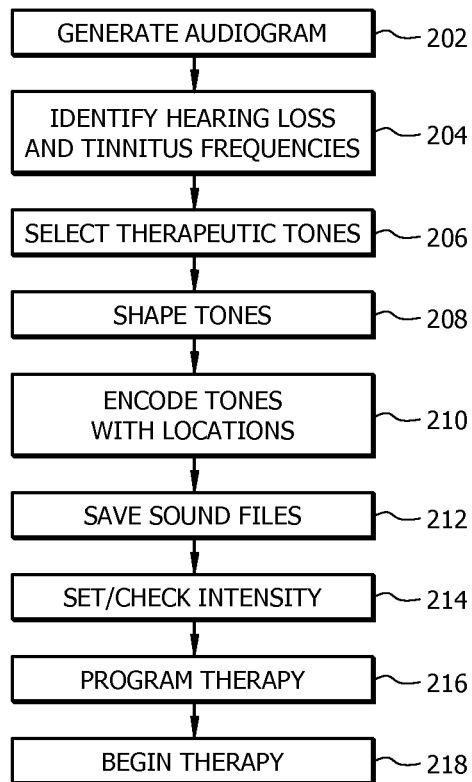 GENERATE AUDIOGRAM 202
IDENTIFY HEARING LOSS
AND TINNITUS FREQUENCIES 204
SELECT THERAPEUTIC TONES 206
SHAPE TONES 208
ENCODE TONES
WITH LOCATIONS 210
SAVE SOUND FILES 212
SET/CHECK INTENSITY 214
PROGRAM THERAPY 216
BEGIN THERAPY 218